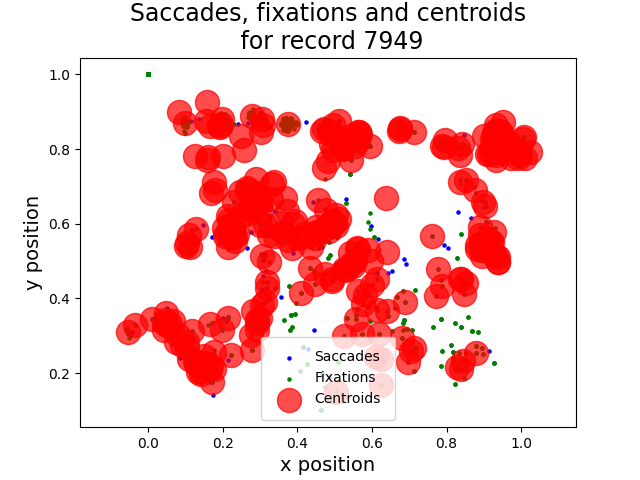 Saccades, fixations and centroids
for record 7949
1.0
0.8
0.6
0.4
0.2
y position
Saccades
Fixations
Centroids
0.0 0.2 0.4 0.6 0.8 1.0
x position